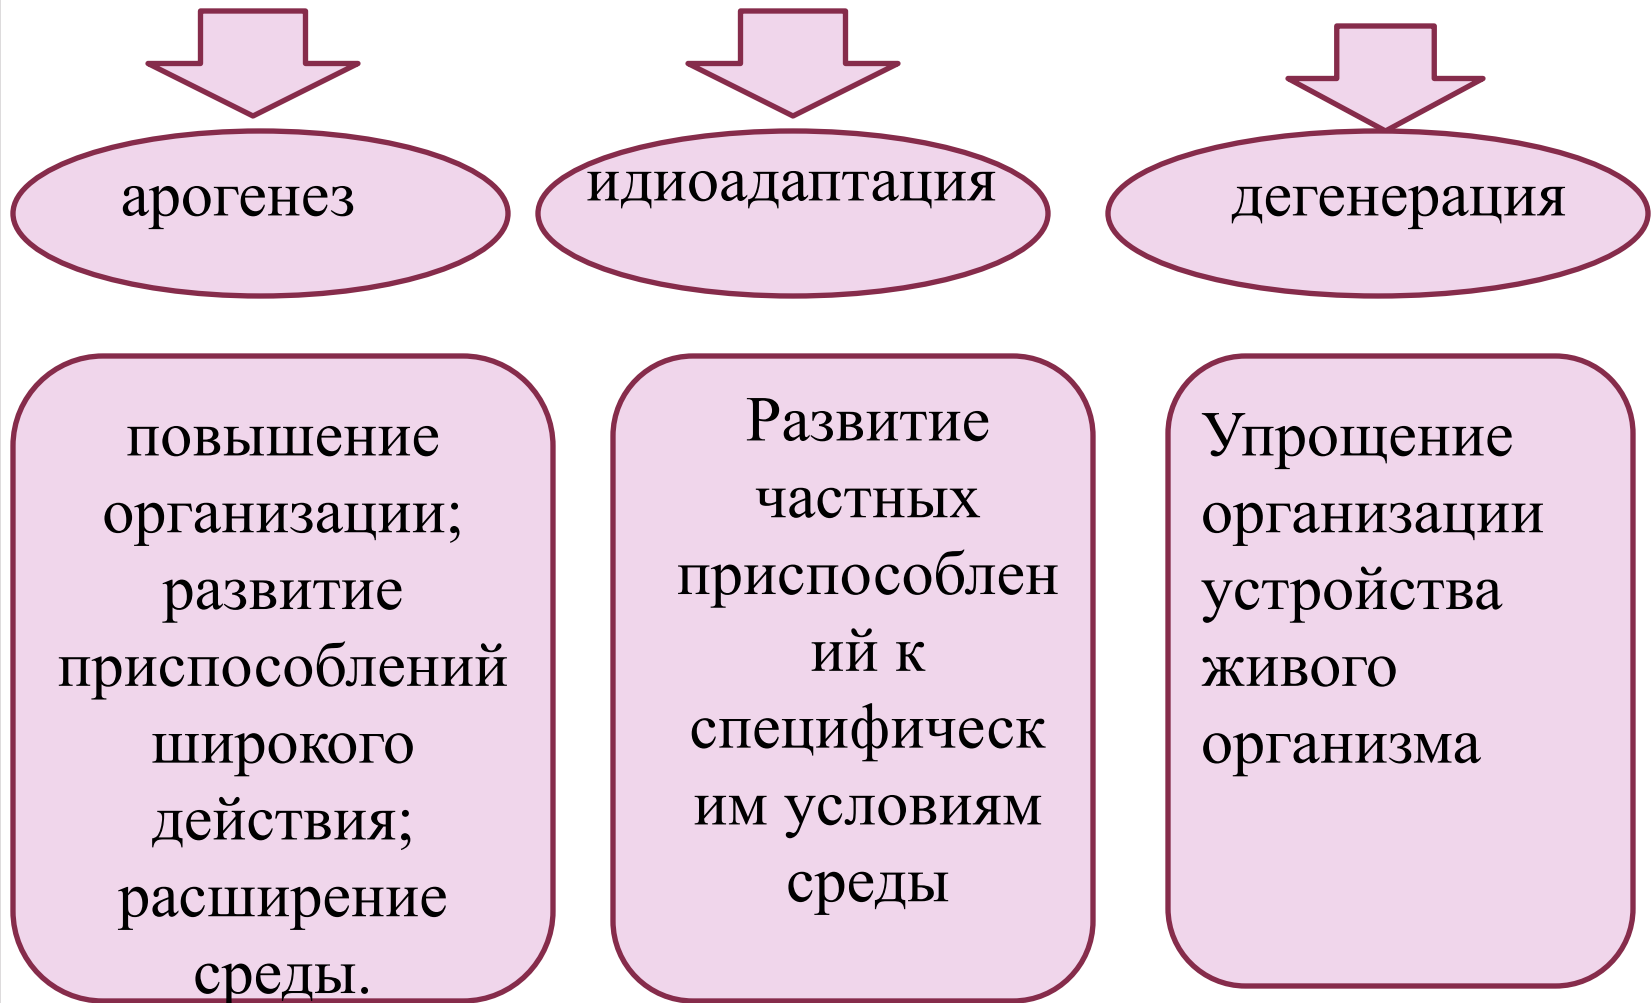 арогенез
идиоадаптация
дегенерация
повышение
организации;
развитие
приспособлений
широкого
действия;
расширение
среды.
Развитие
частных
приспособлен
ий к
специфическ
им условиям
среды
Упрощение
организации
устройства
живого
организма